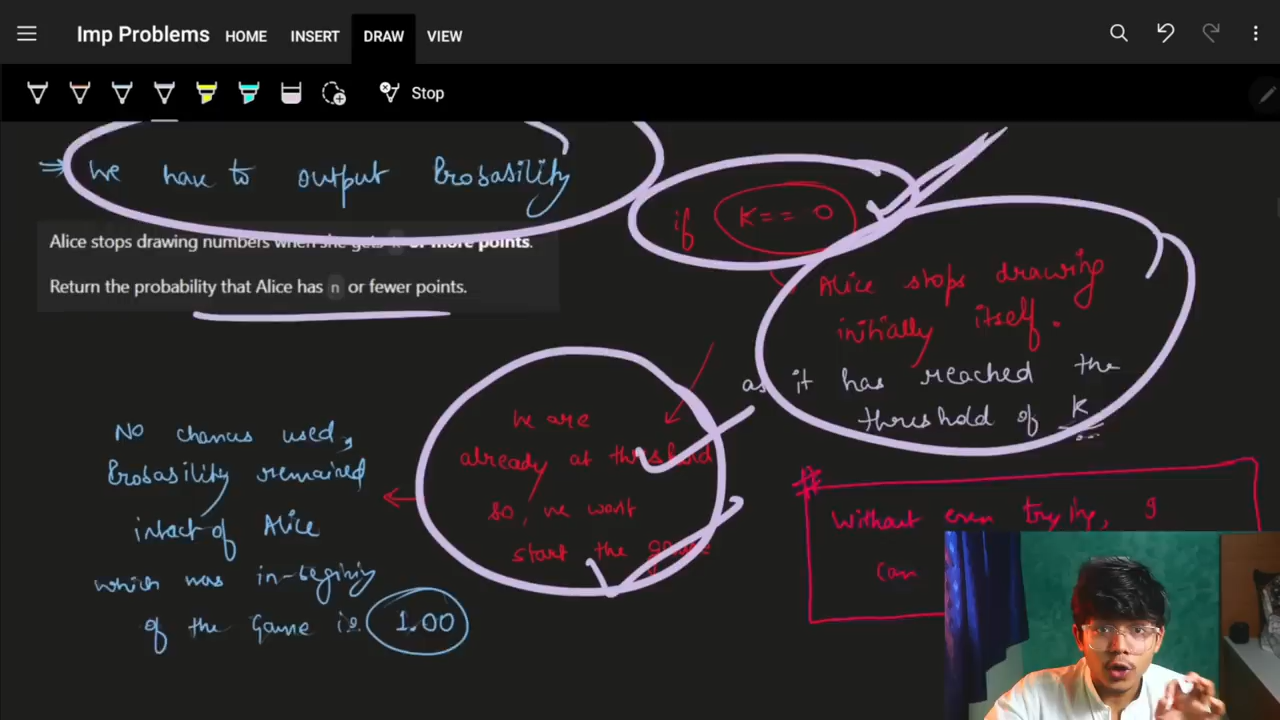 Imp Problems HOME INSERT DRAW VIEW
Stop
⇒ We have to output Probability
if K == 0
Alice stops drawing numbers when she gets k or more points.
Return the probability that Alice has n or fewer points.
Alice stops drawing
initially itself.
as it has reached the
threshold of K
We are
already at threshold
so, we wont
start the game
No chances used,
Probability remained
intact of Alice
which was in-begining
of the Game is 1.00
#
Without even trying, I
can